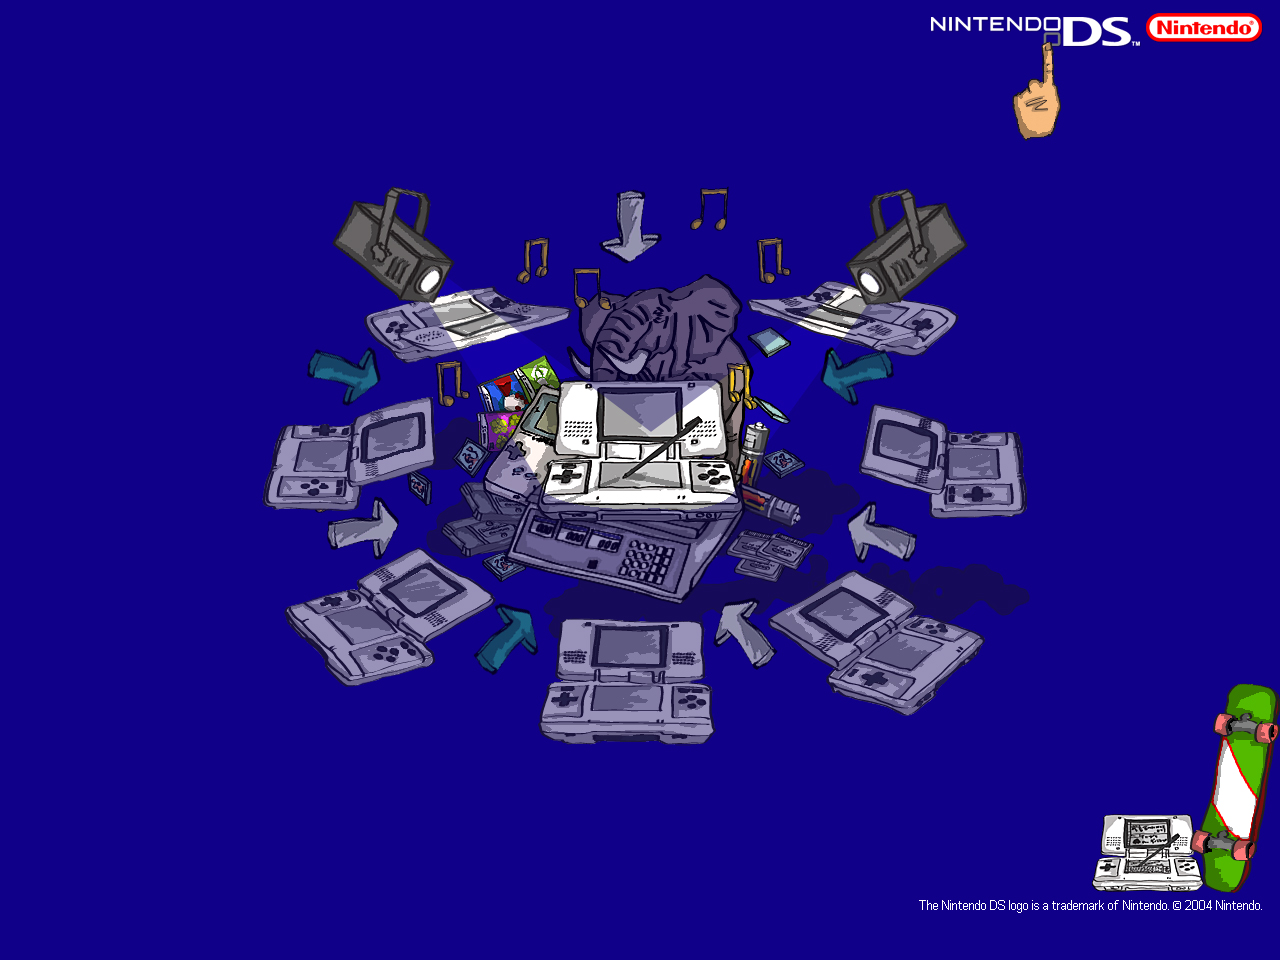 NINTENDO DS™ Nintendo®
The Nintendo DS logo is a trademark of Nintendo. © 2004 Nintendo.